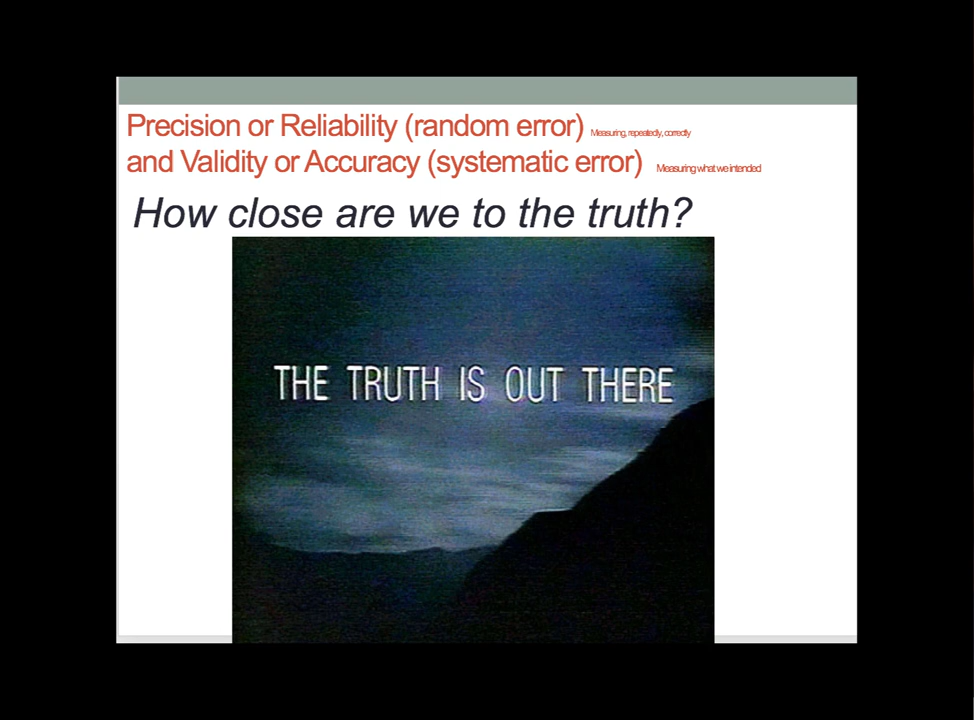 Precision or Reliability (random error) Measuring, repeatedly, correctly
and Validity or Accuracy (systematic error) Measuring what we intended
How close are we to the truth?
THE TRUTH IS OUT THERE